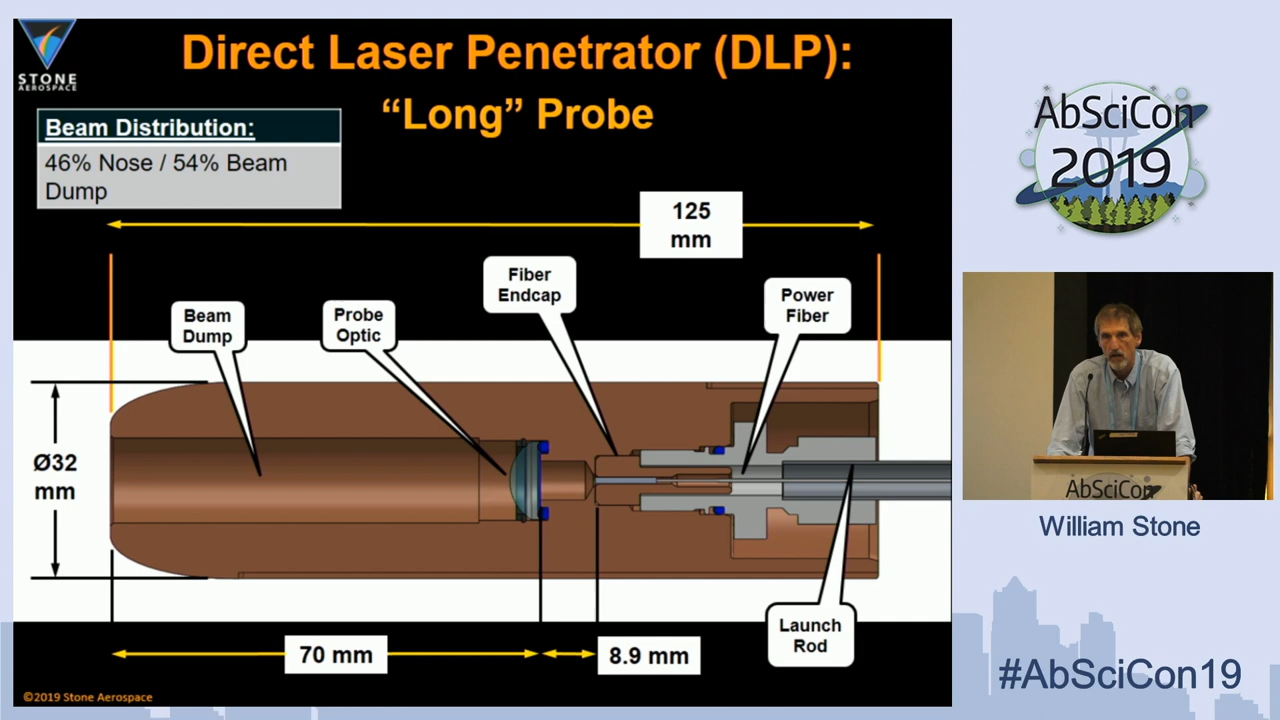 STONE
AEROSPACE
Direct Laser Penetrator (DLP):
“Long” Probe
Beam Distribution:
46% Nose / 54% Beam
Dump
125
mm
Fiber
Endcap
Power
Fiber
Beam
Dump
Probe
Optic
Ø32
mm
Launch
Rod
70 mm
8.9 mm
©2019 Stone Aerospace
AbSciCon
2019
AbSciCon
William Stone
#AbSciCon19